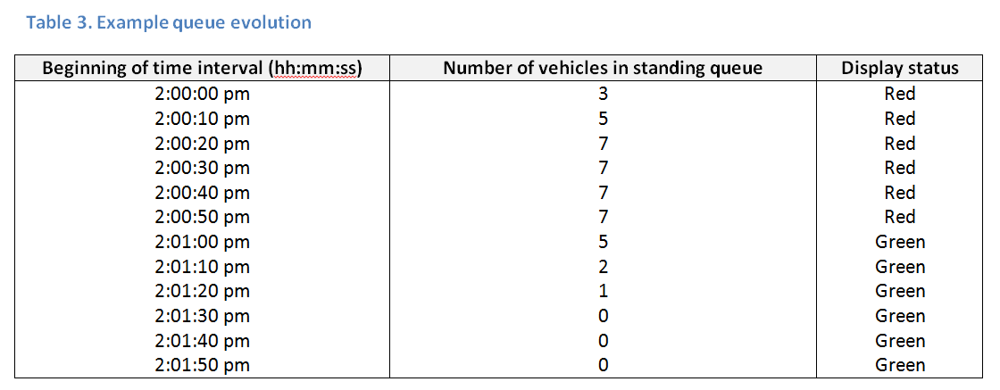 Table 3. Example queue evolution
Beginning of time interval (hh:mm:ss) Number of vehicles in standing queue Display status
2:00:00 pm 3 Red
2:00:10 pm 5 Red
2:00:20 pm 7 Red
2:00:30 pm 7 Red
2:00:40 pm 7 Red
2:00:50 pm 7 Red
2:01:00 pm 5 Green
2:01:10 pm 2 Green
2:01:20 pm 1 Green
2:01:30 pm 0 Green
2:01:40 pm 0 Green
2:01:50 pm 0 Green